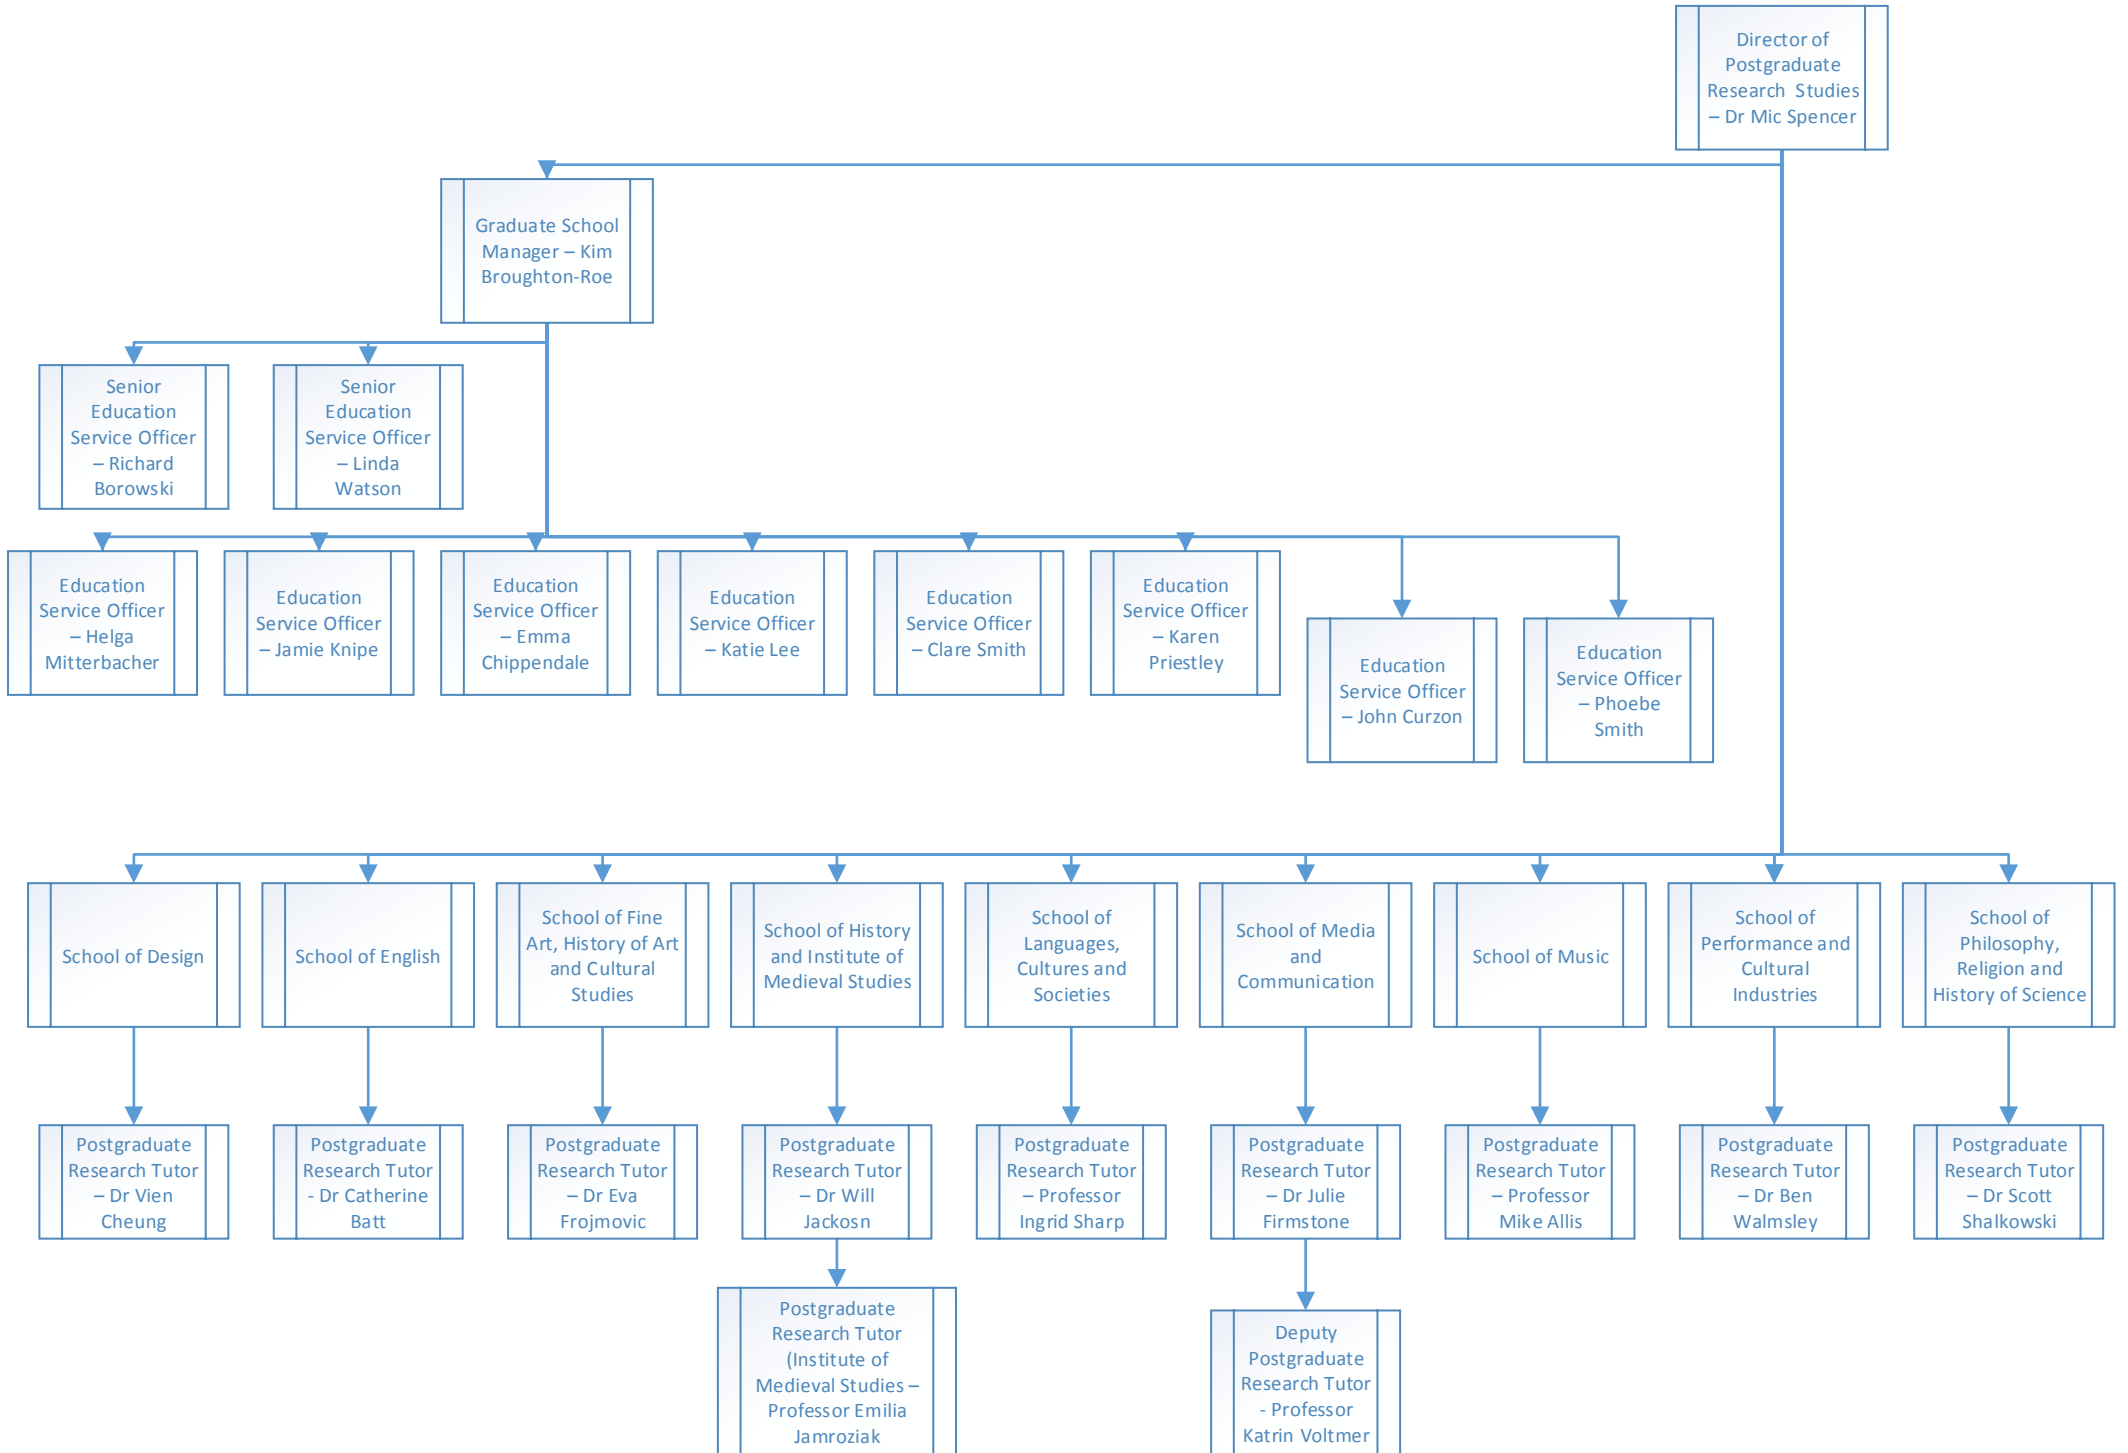 Director of
Postgraduate
Research Studies
– Dr Mic Spencer
Graduate School
Manager – Kim
Broughton-Roe
Senior
Education
Service Officer
– Richard
Borowski
Senior
Education
Service Officer
– Linda
Watson
Education
Service Officer
– Helga
Mitterbacher
Education
Service Officer
– Jamie Knipe
Education
Service Officer
– Emma
Chippendale
Education
Service Officer
– Katie Lee
Education
Service Officer
– Clare Smith
Education
Service Officer
– Karen
Priestley
Education
Service Officer
– John Curzon
Education
Service Officer
– Phoebe
Smith
School of Design
School of English
School of Fine
Art, History of Art
and Cultural
Studies
School of History
and Institute of
Medieval Studies
School of
Languages,
Cultures and
Societies
School of Media
and
Communication
School of Music
School of
Performance and
Cultural
Industries
School of
Philosophy,
Religion and
History of Science
Postgraduate
Research Tutor
– Dr Vien
Cheung
Postgraduate
Research Tutor
- Dr Catherine
Batt
Postgraduate
Research Tutor
– Dr Eva
Frojmovic
Postgraduate
Research Tutor
– Dr Will
Jackosn
Postgraduate
Research Tutor
– Professor
Ingrid Sharp
Postgraduate
Research Tutor
– Dr Julie
Firmstone
Postgraduate
Research Tutor
– Professor
Mike Allis
Postgraduate
Research Tutor
– Dr Ben
Walmsley
Postgraduate
Research Tutor
– Dr Scott
Shalkowski
Postgraduate
Research Tutor
(Institute of
Medieval Studies –
Professor Emilia
Jamroziak
Deputy
Postgraduate
Research Tutor
- Professor
Katrin Voltmer